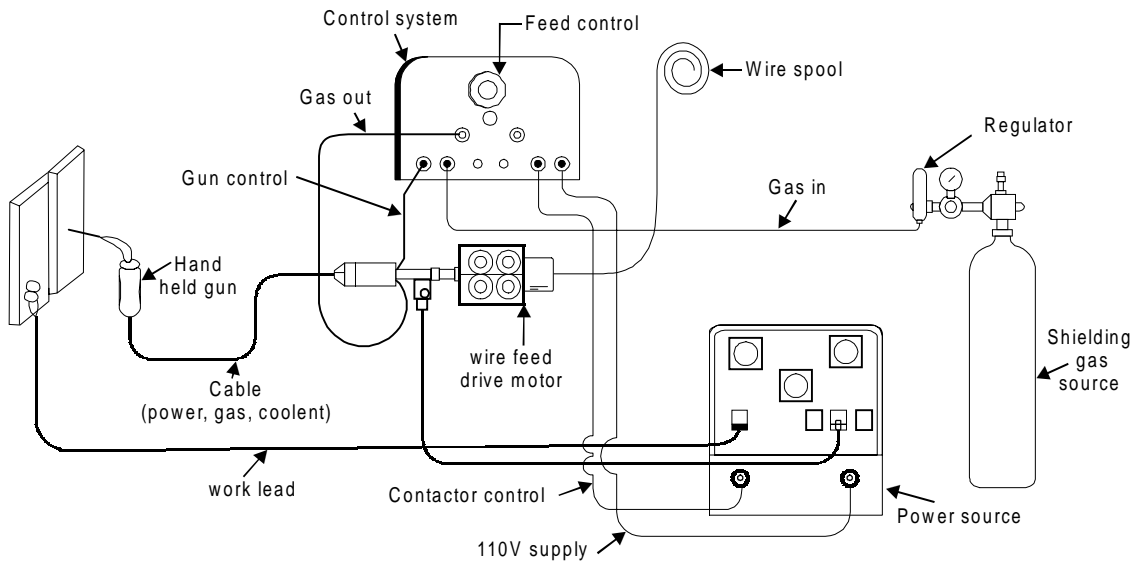 Control system
Feed control
Wire spool
Gas out
Regulator
Gun control
Gas in
Hand
held gun
wire feed
drive motor
Shielding
gas
source
Cable
(power, gas, coolent)
work lead
Contactor control
Power source
110V supply